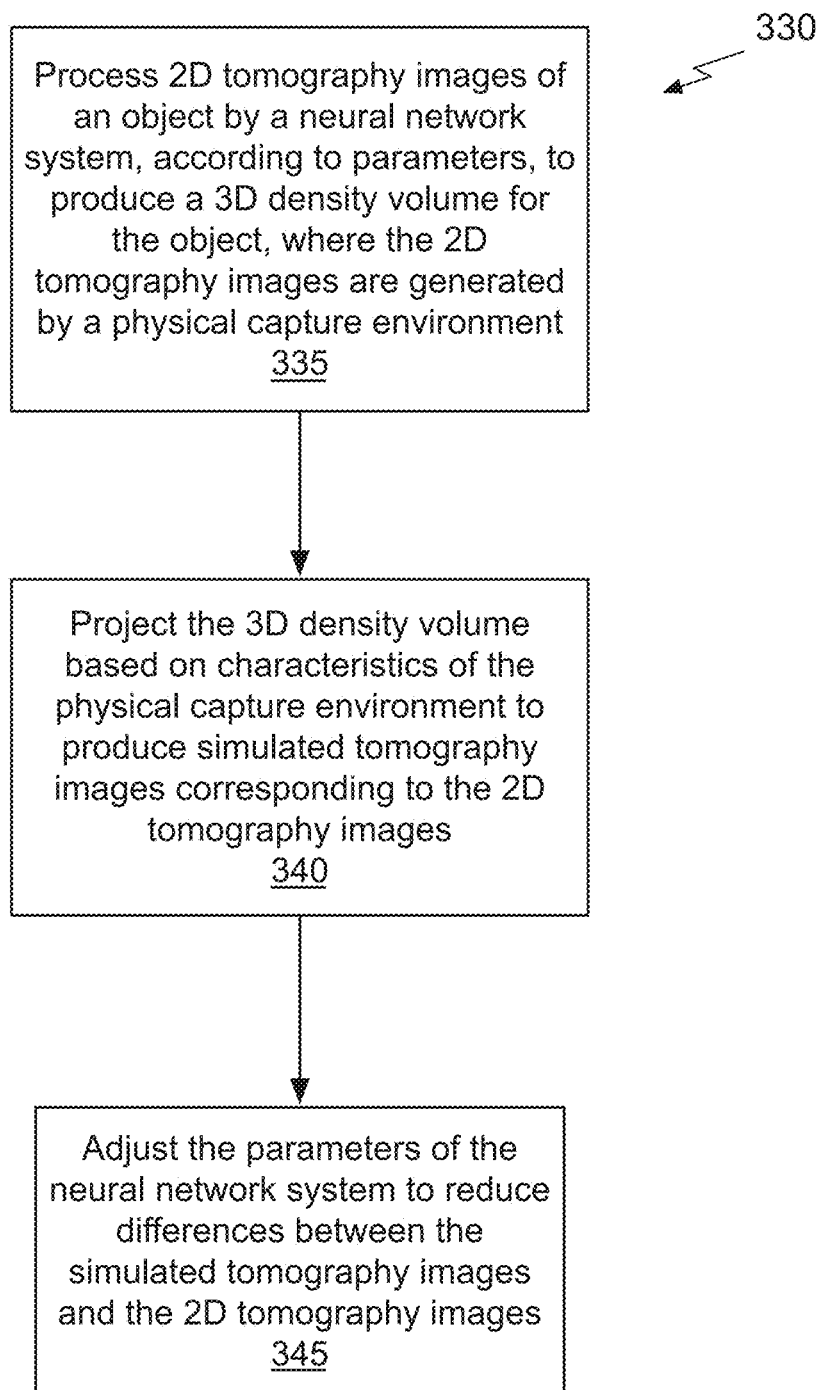 330
Process 2D tomography images of
an object by a neural network
system, according to parameters, to
produce a 3D density volume for
the object, where the 2D
tomography images are generated
by a physical capture environment
335
Project the 3D density volume
based on characteristics of the
physical capture environment to
produce simulated tomography
images corresponding to the 2D
tomography images
340
Adjust the parameters of the
neural network system to reduce
differences between the
simulated tomography images
and the 2D tomography images
345